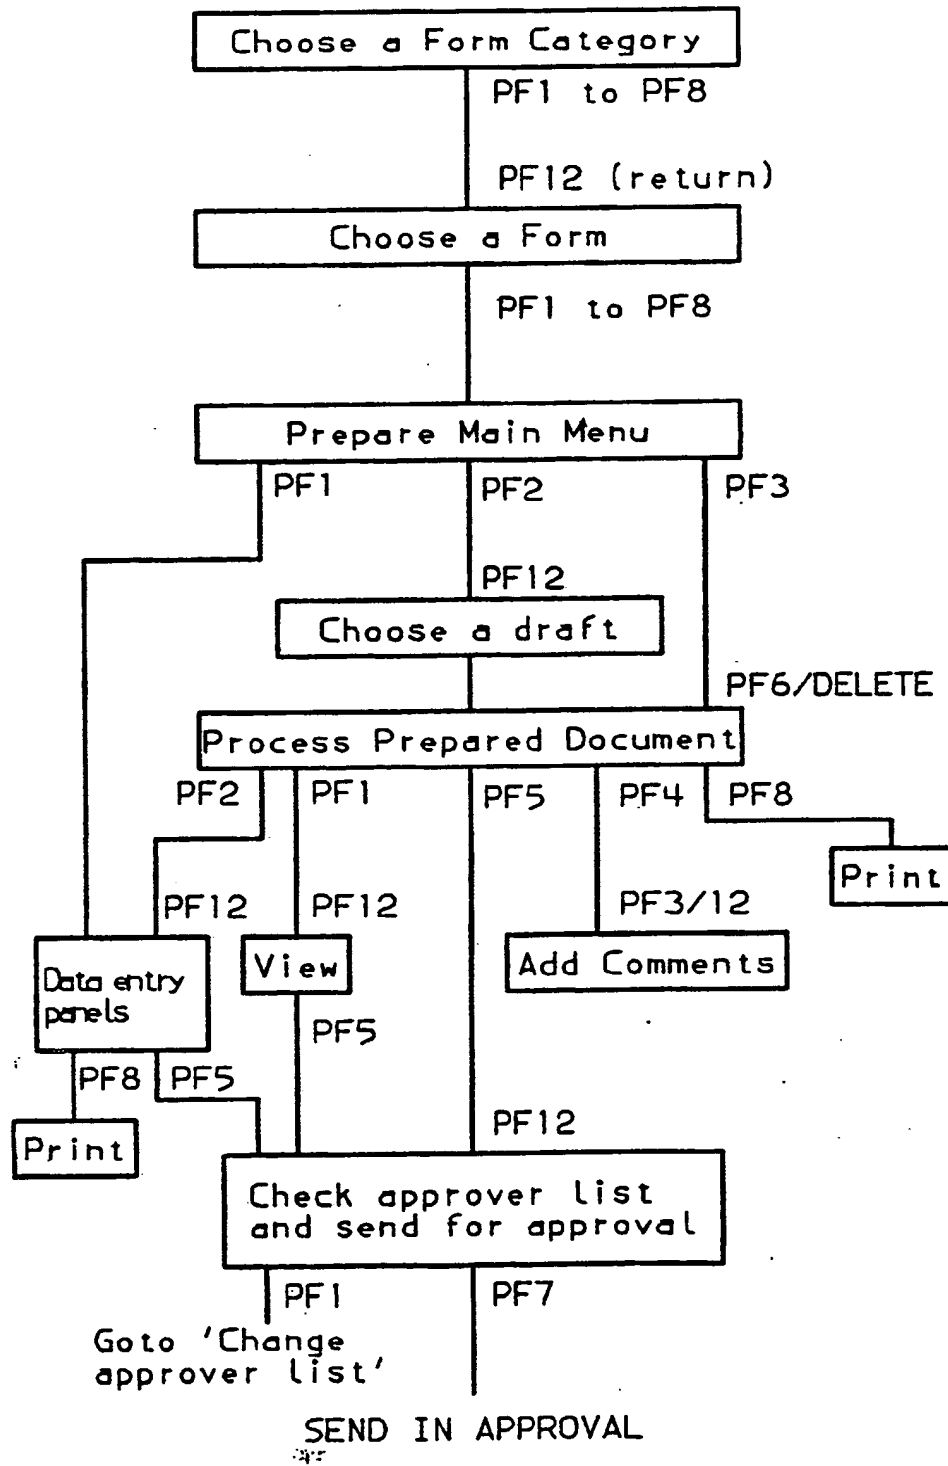 Choose a Form Category
PF1 to PF8
PF12 (return)
Choose a Form
PF1 to PF8
Prepare Main Menu
PF1
PF2
PF3
PF12
Choose a draft
PF6/DELETE
Process Prepared Document
PF2
PF1
PF5
PF4
PF8
Print
PF12
PF12
PF3/12
Data entry
panels
View
Add Comments
PF5
PF8
PF5
Print
PF12
Check approver list
and send for approval
PF1
PF7
Goto 'Change
approver list'
SEND IN APPROVAL